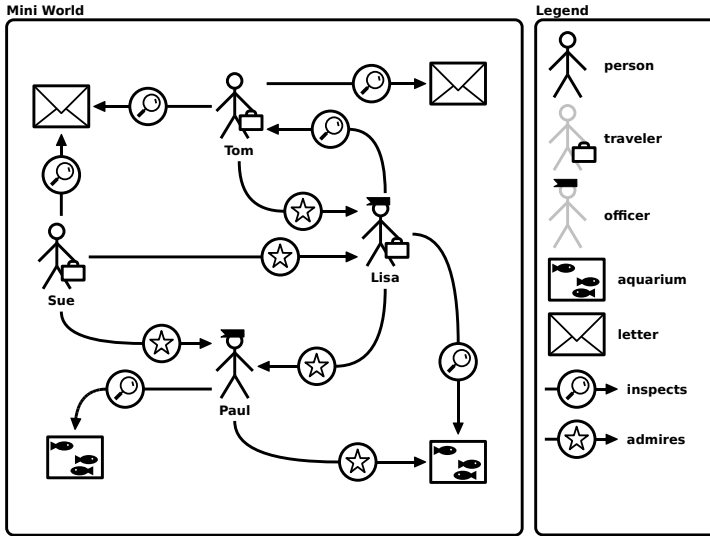 Mini World
Legend
person
traveler
officer
aquarium
letter
inspects
admires
Tom
Lisa
Sue
Paul